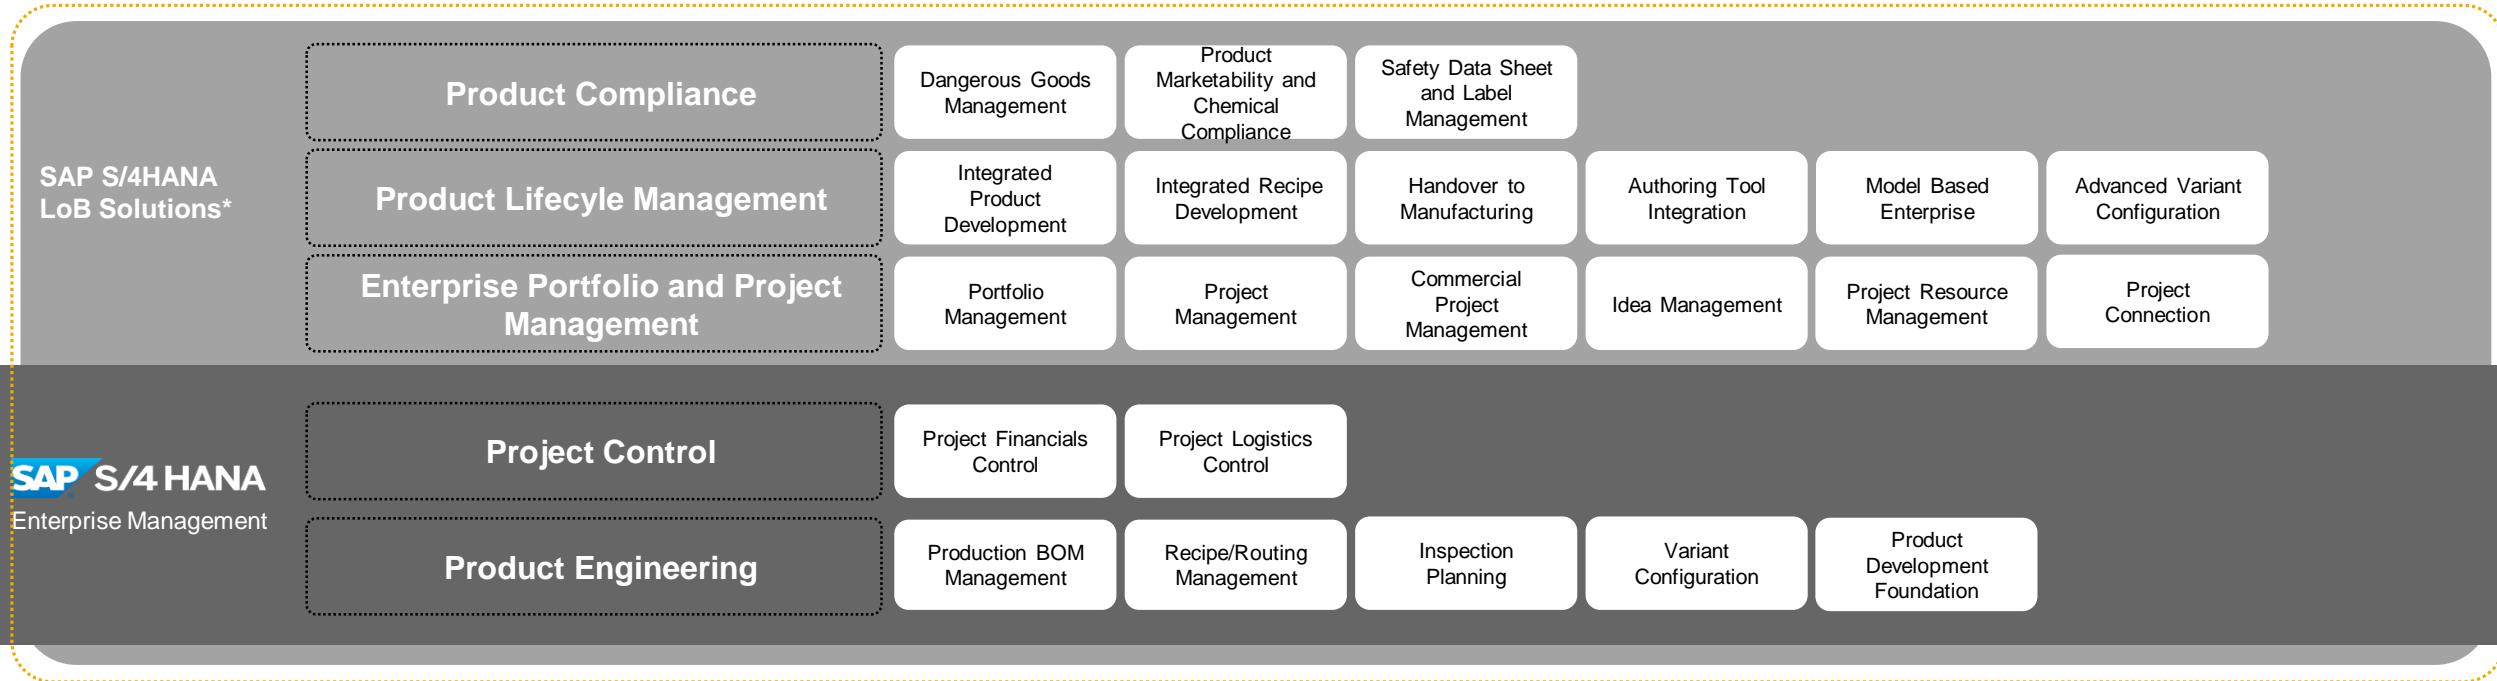 SAP S/4HANA
LoB Solutions*
Product Compliance
Dangerous Goods
Management
Product
Marketability and
Chemical
Compliance
Safety Data Sheet
and Label
Management
Product Lifecyle Management
Integrated
Product
Development
Integrated Recipe
Development
Handover to
Manufacturing
Authoring Tool
Integration
Model Based
Enterprise
Advanced Variant
Configuration
Enterprise Portfolio and Project
Management
Portfolio
Management
Project
Management
Commercial
Project
Management
Idea Management
Project Resource
Management
Project
Connection
SAP S/4HANA
Enterprise Management
Project Control
Project Financials
Control
Project Logistics
Control
Product Engineering
Production BOM
Management
Recipe/Routing
Management
Inspection
Planning
Variant
Configuration
Product
Development
Foundation